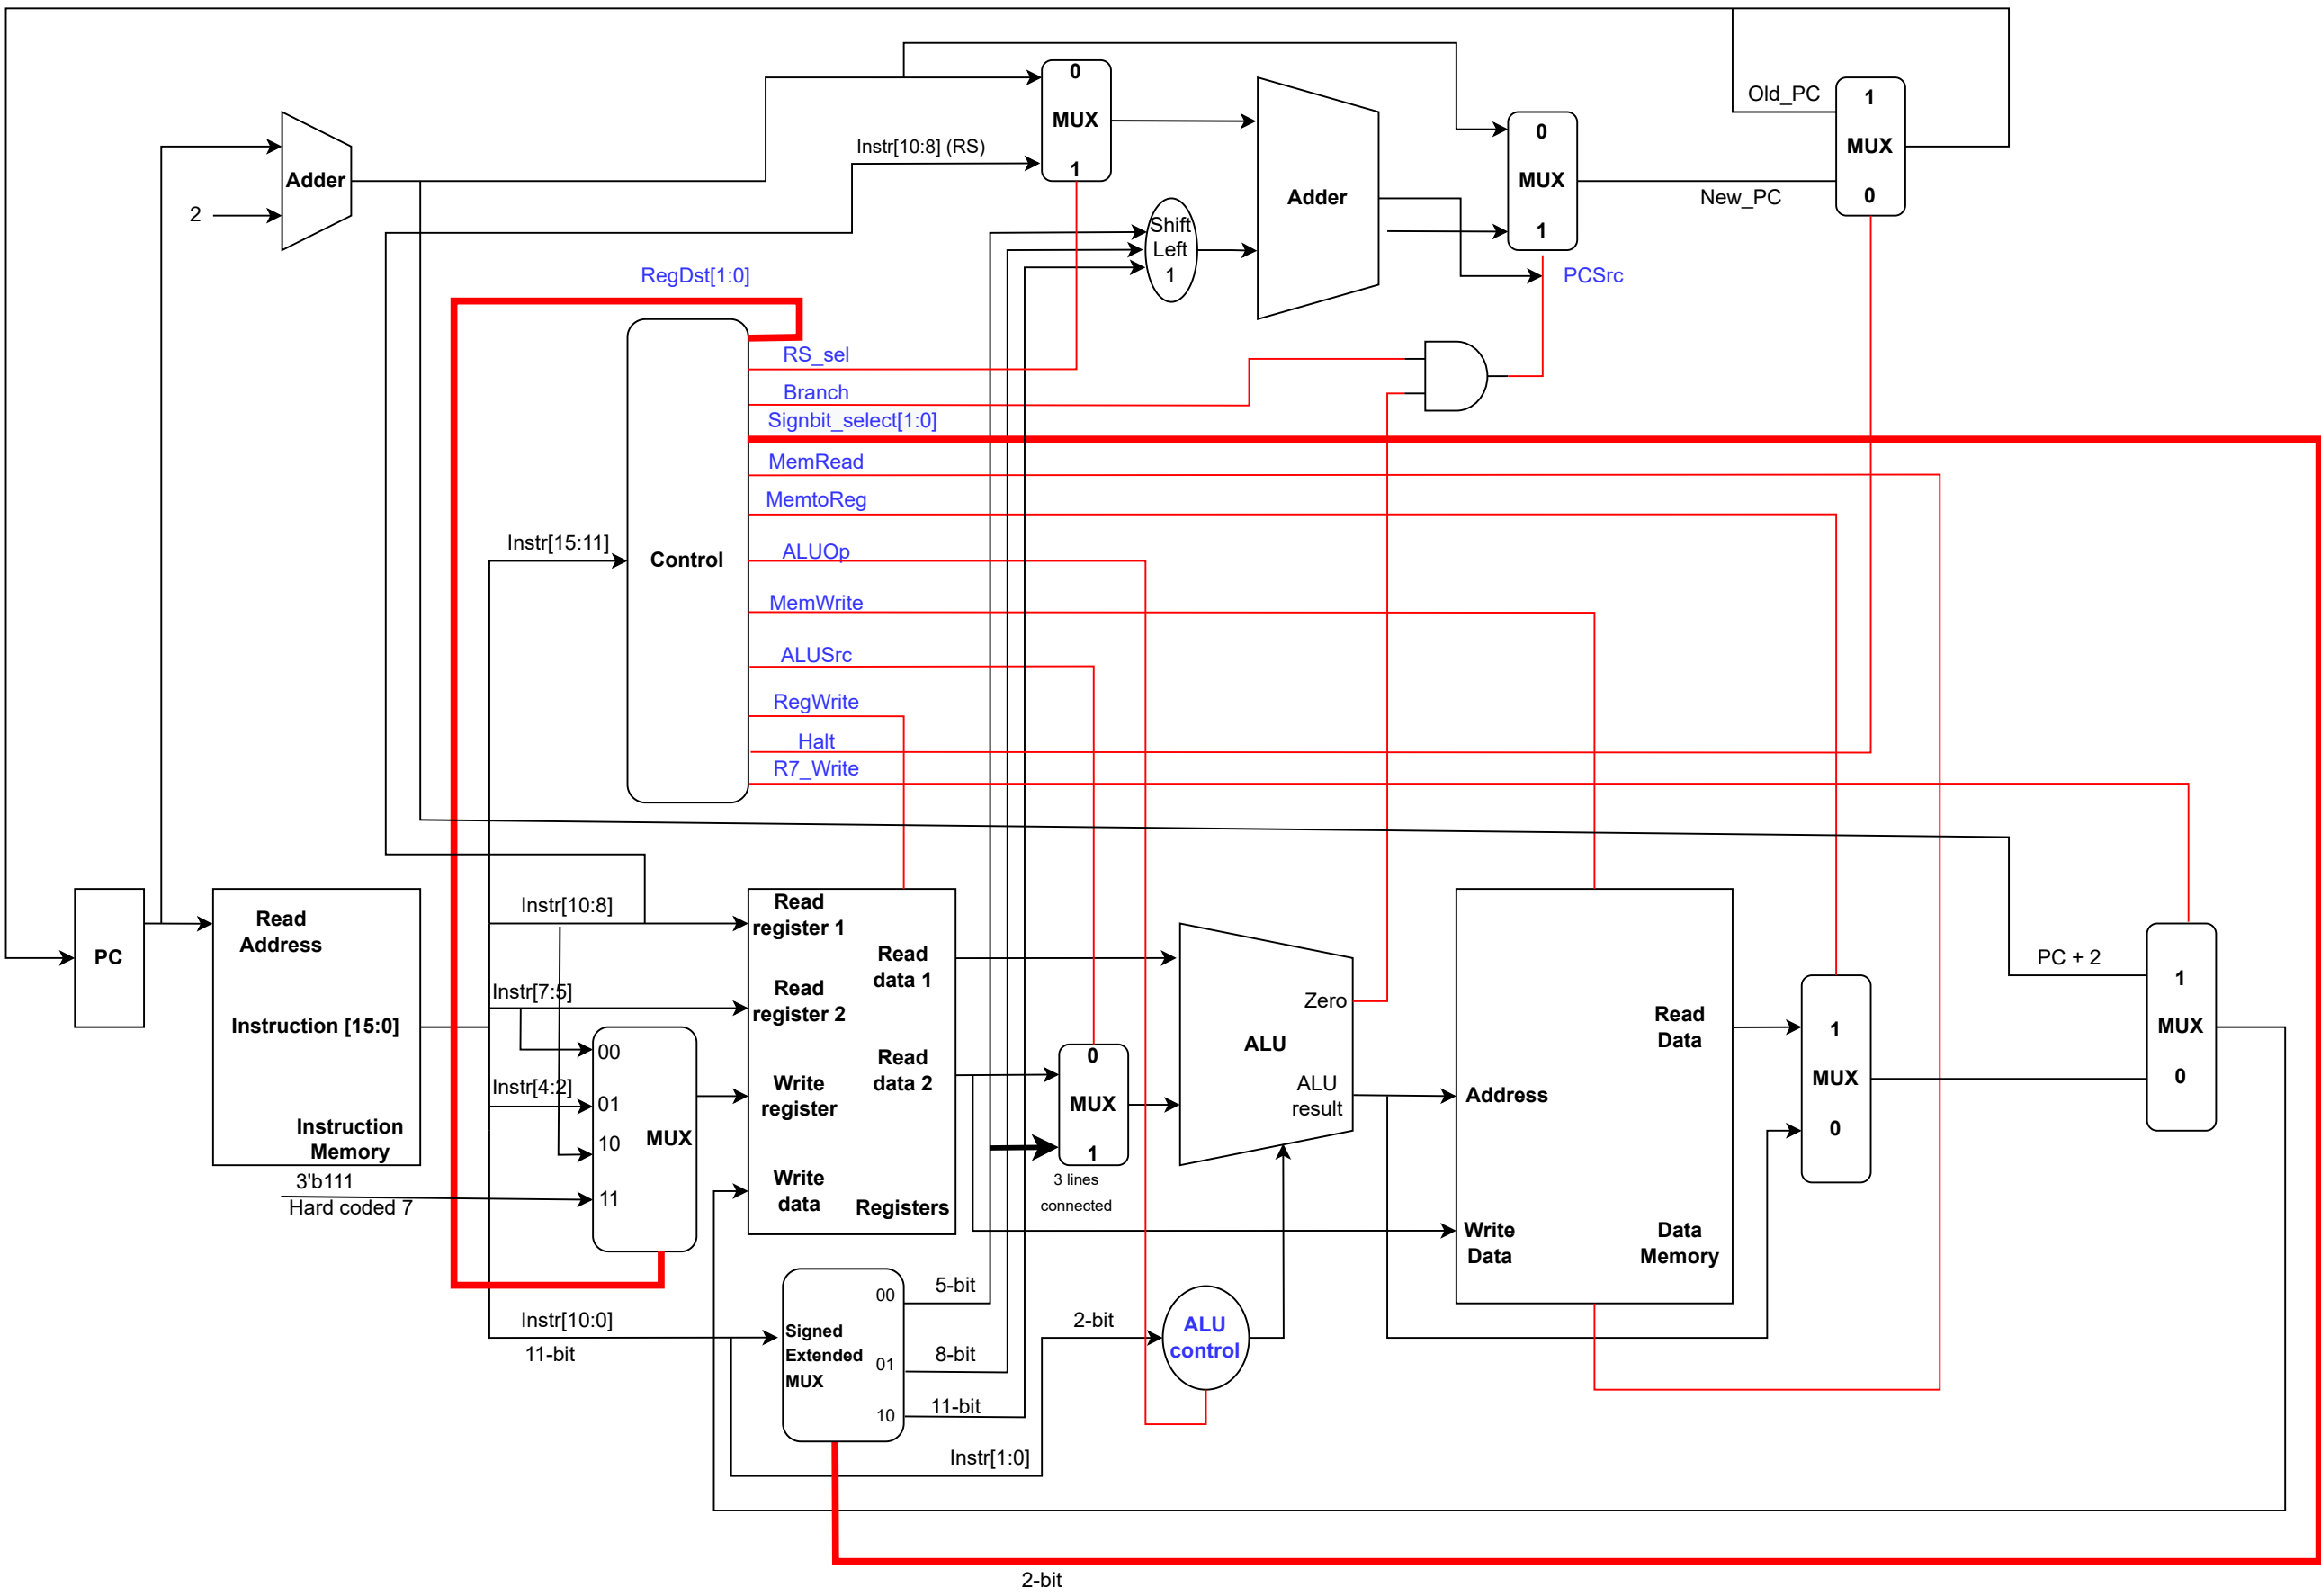 0
MUX
1
Old_PC
1
MUX
0
0
MUX
1
Instr[10:8] (RS)
Adder
2
Adder
New_PC
Shift
Left
1
RegDst[1:0]
PCSrc
RS_sel
Branch
Signbit_select[1:0]
MemRead
MemtoReg
Instr[15:11]
Control
ALUOp
MemWrite
ALUSrc
RegWrite
Halt
R7_Write
PC
Read
Address
Instruction [15:0]
Instruction
Memory
3'b111
Hard coded 7
Instr[10:8]
Instr[7:5]
Instr[4:2]
00
01
10
11
MUX
Read
register 1
Read
register 2
Write
register
Write
data
Read
data 1
Read
data 2
Registers
0
MUX
1
3 lines
connected
Zero
ALU
ALU
result
Address
Write
Data
Read
Data
Data
Memory
1
MUX
0
PC + 2
1
MUX
0
Instr[10:0]
11-bit
Signed
Extended
MUX
00
01
10
5-bit
8-bit
11-bit
Instr[1:0]
2-bit
ALU
control
2-bit